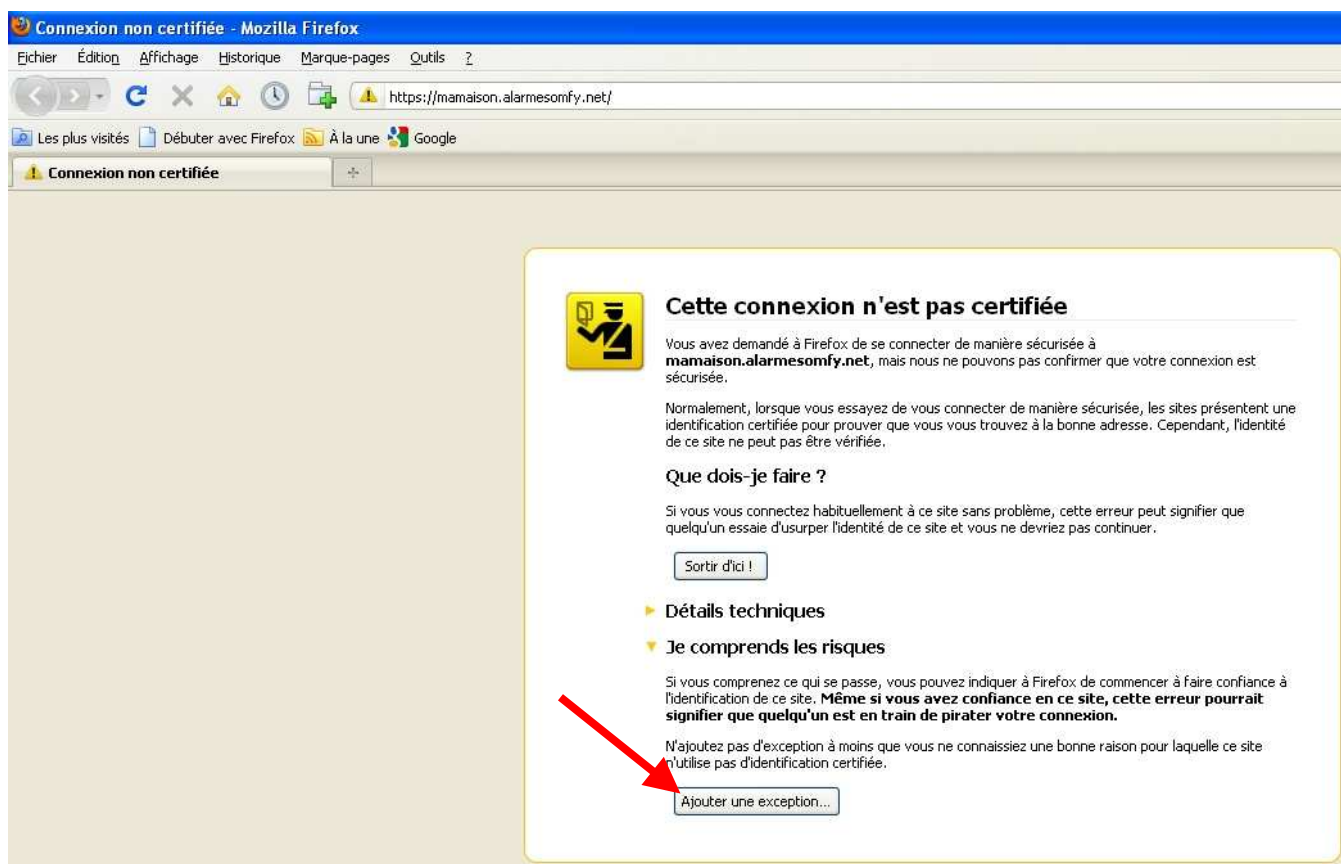 Connexion non certifiée - Mozilla Firefox
Fichier Édition Affichage Historique Marque-pages Outils ?
https://mamaison.alarmesomfy.net/
Les plus visités Débuter avec Firefox À la une Google
Connexion non certifiée
Cette connexion n'est pas certifiée
Vous avez demandé à Firefox de se connecter de manière sécurisée à
mamaison.alarmesomfy.net, mais nous ne pouvons pas confirmer que votre connexion est
sécurisée.
Normalement, lorsque vous essayez de vous connecter de manière sécurisée, les sites présentent une
identification certifiée pour prouver que vous vous trouvez à la bonne adresse. Cependant, l'identité
de ce site ne peut pas être vérifiée.
Que dois-je faire ?
Si vous vous connectez habituellement à ce site sans problème, cette erreur peut signifier que
quelqu'un essaie d'usurper l'identité de ce site et vous ne devriez pas continuer.
Sortir d'ici !
Détails techniques
Je comprends les risques
Si vous comprenez ce qui se passe, vous pouvez indiquer à Firefox de commencer à faire confiance à
l'identification de ce site. Même si vous avez confiance en ce site, cette erreur pourrait
signifier que quelqu'un est en train de pirater votre connexion.
N'ajoutez pas d'exception à moins que vous ne connaissiez une bonne raison pour laquelle ce site
n'utilise pas d'identification certifiée.
Ajouter une exception...